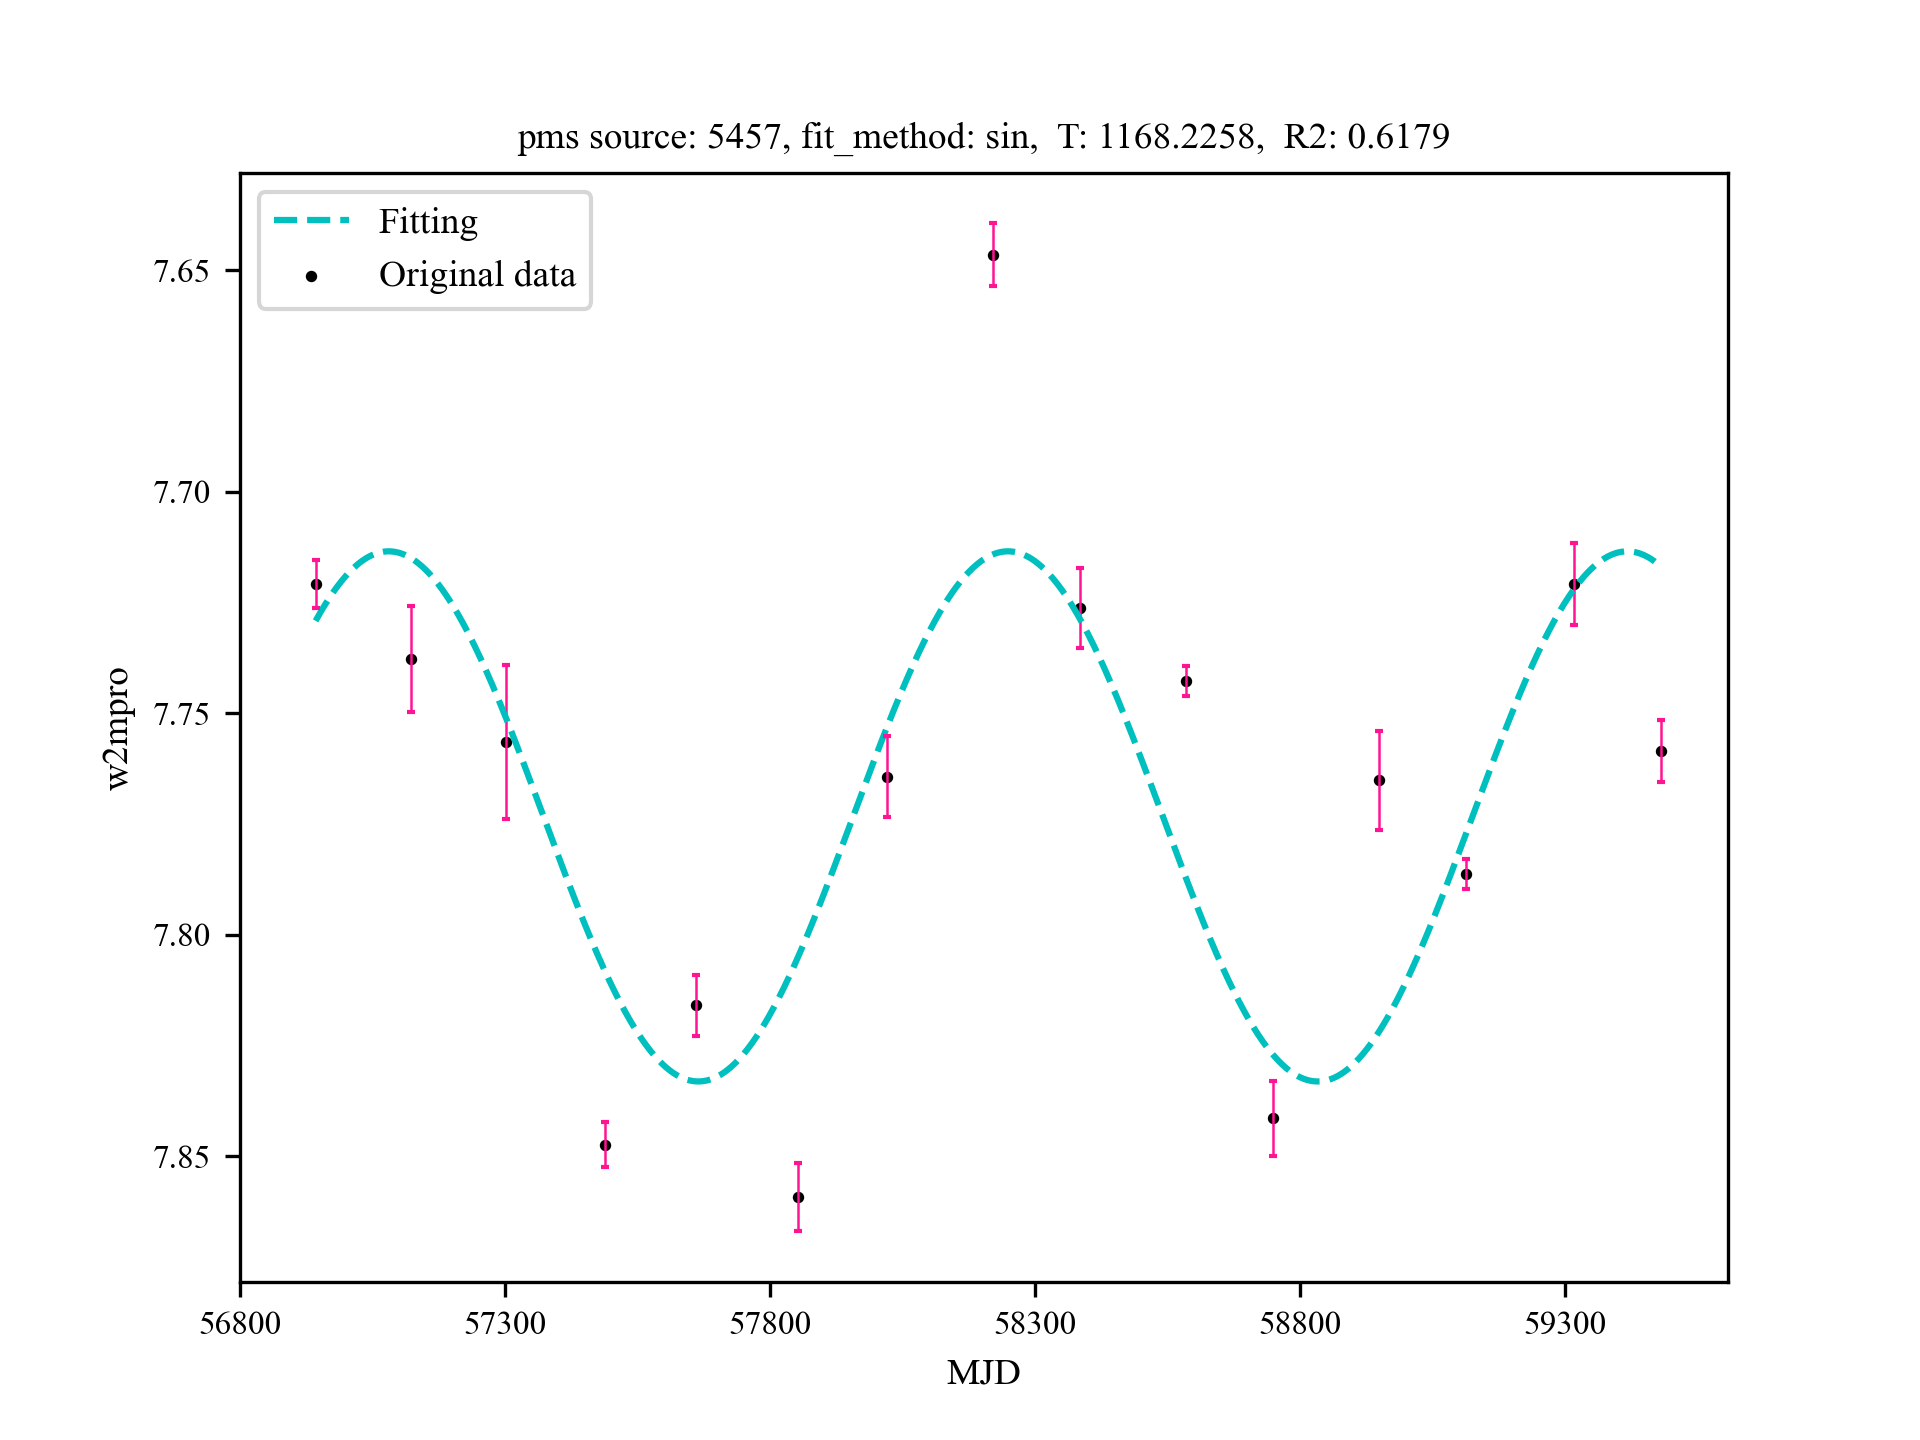 pms source: 5457, fit_method: sin,  T: 1168.2258,  R2: 0.6179
Fitting
Original data
7.65
7.70
7.75
7.80
7.85
w2mpro
56800 57300 57800 58300 58800 59300
MJD